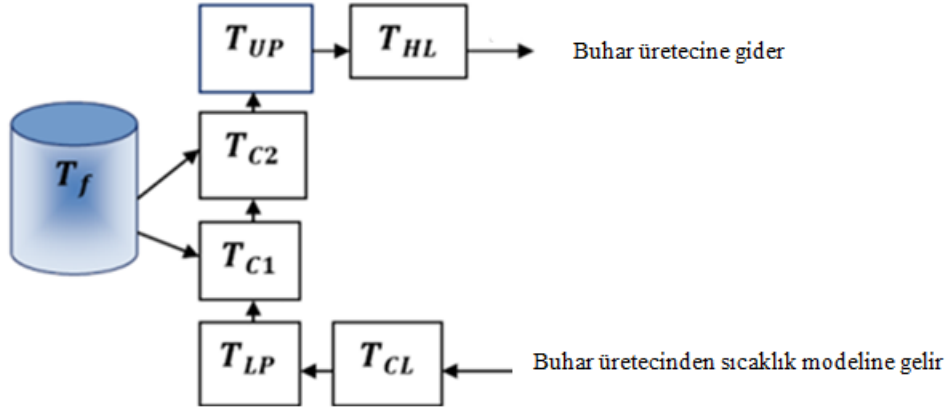 T_UP
T_HL
Buhar üretecine gider
T_C2
T_f
T_C1
T_LP
T_CL
Buhar üretecinden sıcaklık modeline gelir